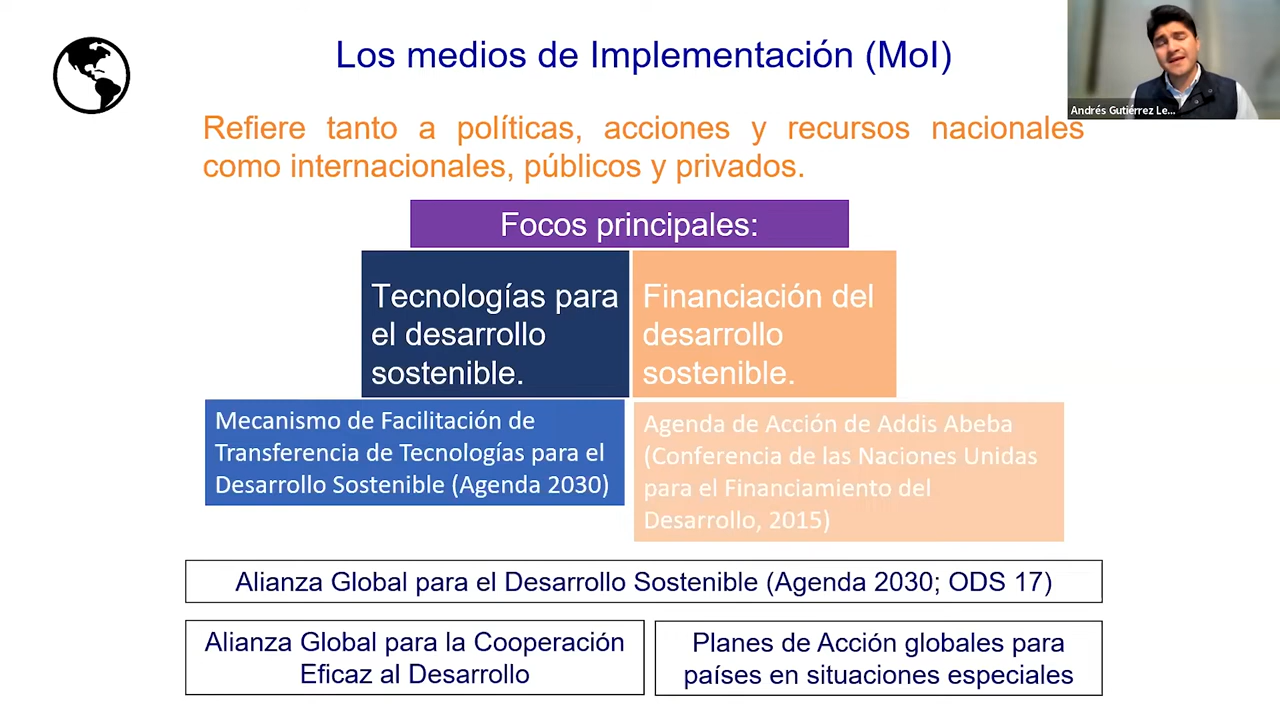 Los medios de Implementación (MoI)
Andrés Gutiérrez Le...
Refiere tanto a políticas, acciones y recursos nacionales
como internacionales, públicos y privados.
Focos principales:
Tecnologías para
el desarrollo
sostenible.
Financiación del
desarrollo
sostenible.
Mecanismo de Facilitación de
Transferencia de Tecnologías para el
Desarrollo Sostenible (Agenda 2030)
Agenda de Acción de Addis Abeba
(Conferencia de las Naciones Unidas
para el Financiamiento del
Desarrollo, 2015)
Alianza Global para el Desarrollo Sostenible (Agenda 2030; ODS 17)
Alianza Global para la Cooperación
Eficaz al Desarrollo
Planes de Acción globales para
países en situaciones especiales